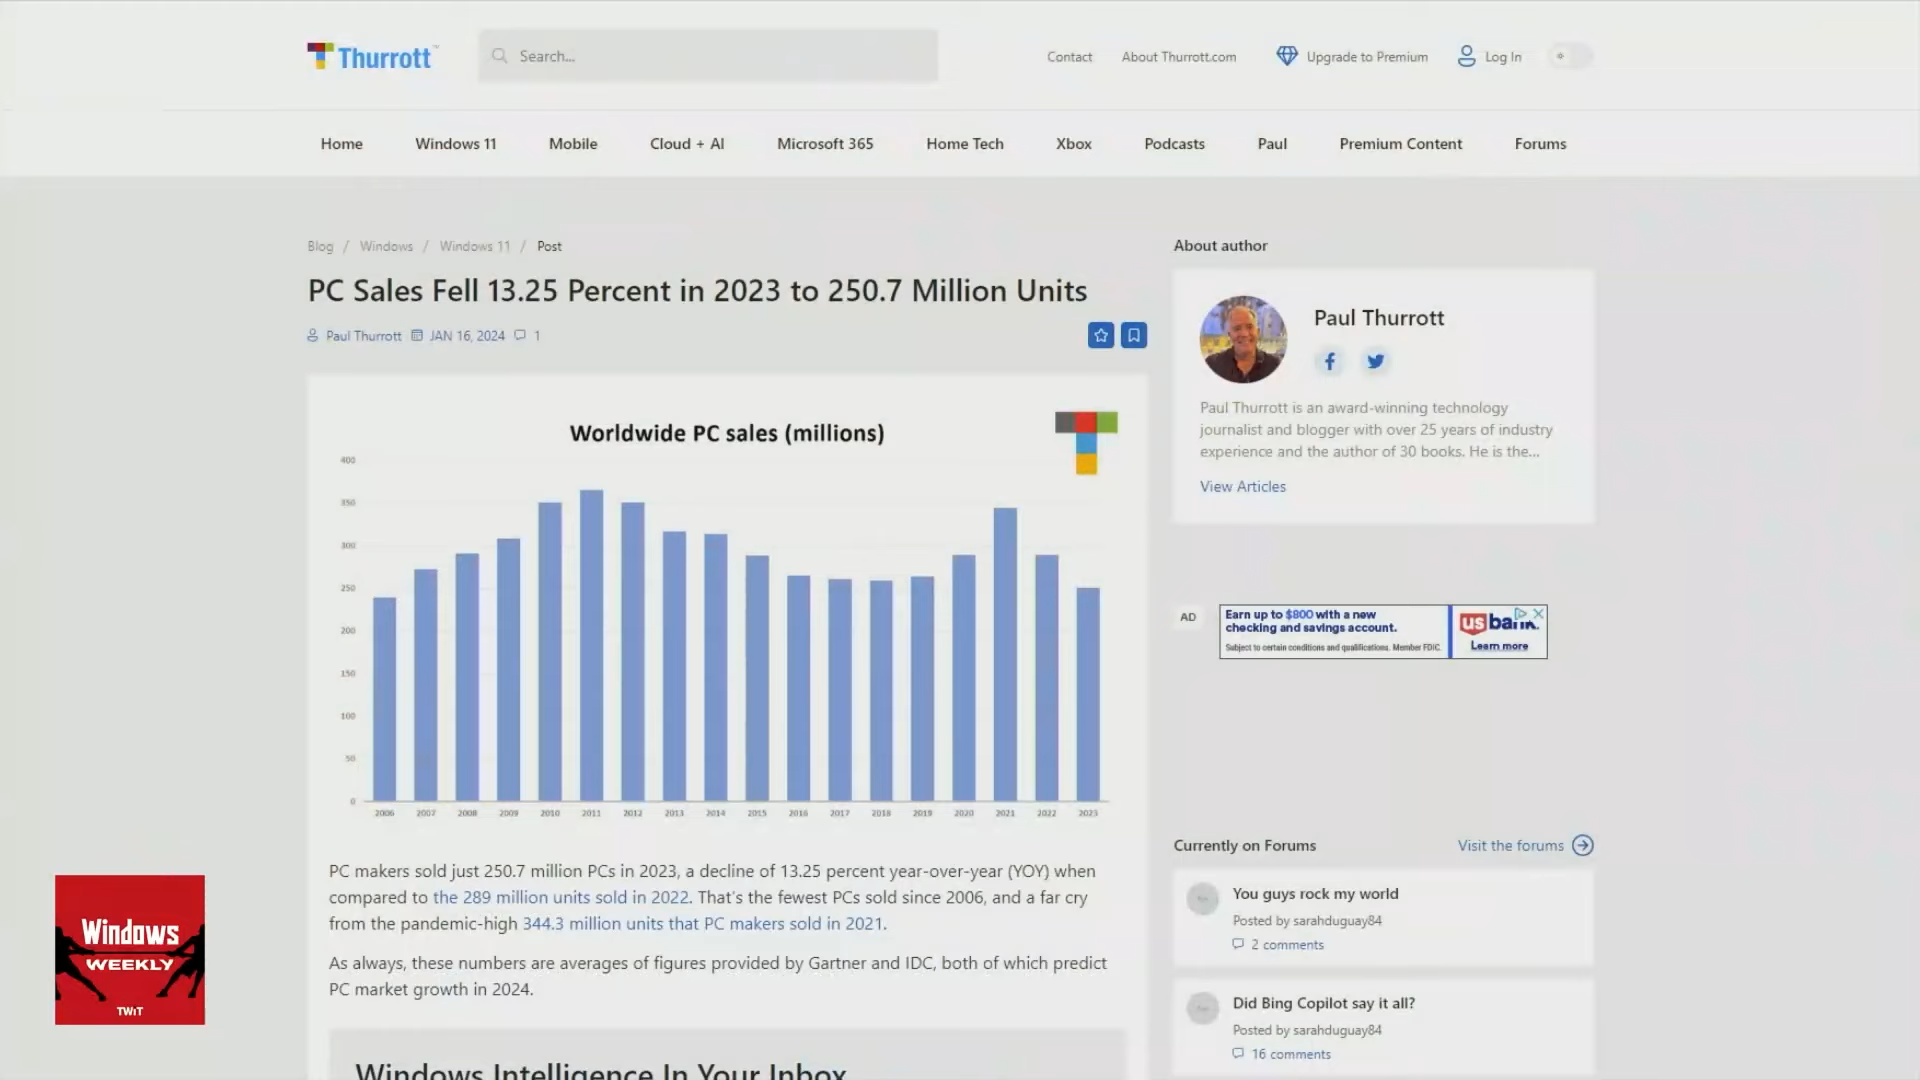 Thurrott
Search...
Contact
About Thurrott.com
Upgrade to Premium
Log In
Home
Windows 11
Mobile
Cloud + AI
Microsoft 365
Home Tech
Xbox
Podcasts
Paul
Premium Content
Forums
Blog / Windows / Windows 11 / Post
PC Sales Fell 13.25 Percent in 2023 to 250.7 Million Units
Paul Thurrott JAN 16, 2024 1
Worldwide PC sales (millions)
400
350
300
250
200
150
100
50
0
2006 2007 2008 2009 2010 2011 2012 2013 2014 2015 2016 2017 2018 2019 2020 2021 2022 2023
PC makers sold just 250.7 million PCs in 2023, a decline of 13.25 percent year-over-year (YOY) when
compared to the 289 million units sold in 2022. That's the fewest PCs sold since 2006, and a far cry
from the pandemic-high 344.3 million units that PC makers sold in 2021.
As always, these numbers are averages of figures provided by Gartner and IDC, both of which predict
PC market growth in 2024.
Windows Intelligence In Your Inbox
About author
Paul Thurrott
Paul Thurrott is an award-winning technology
journalist and blogger with over 25 years of industry
experience and the author of 30 books. He is the...
View Articles
AD
Earn up to $800 with a new
checking and savings account.
Subject to certain conditions and qualifications. Member FDIC.
us bank.
Learn more
Currently on Forums
Visit the forums
You guys rock my world
Posted by sarahduguay84
2 comments
Did Bing Copilot say it all?
Posted by sarahduguay84
16 comments
Windows
WEEKLY
TWiT